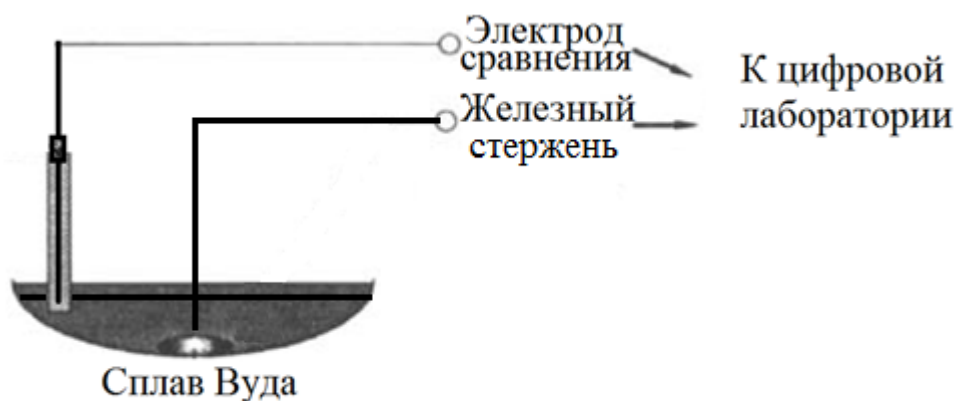 Электрод
сравнения
Железный
стержень
К цифровой
лаборатории
Сплав Вуда